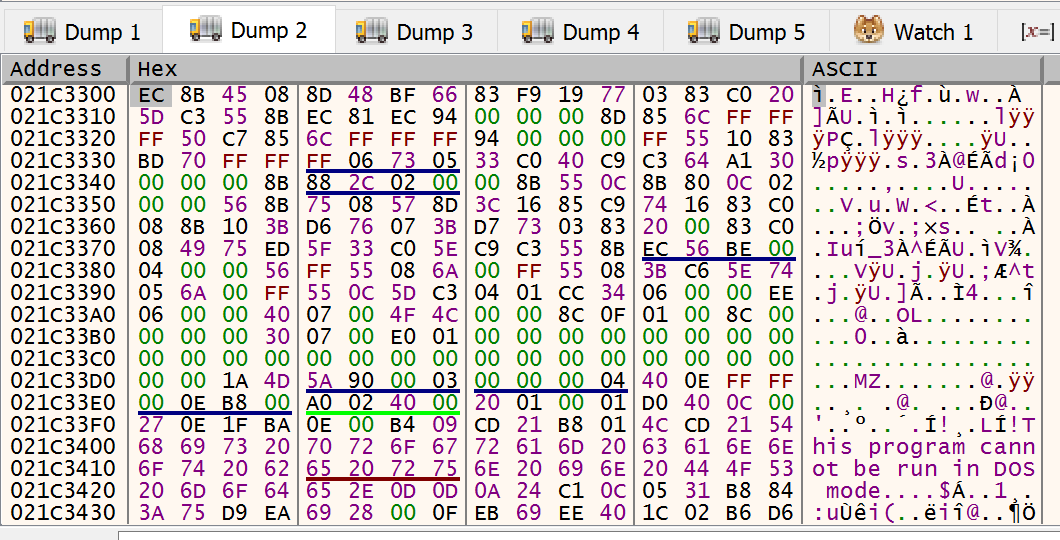 Dump 1 Dump 2 Dump 3 Dump 4 Dump 5 Watch 1 [x=]
Address Hex ASCII
021C3300 EC 8B 45 08 8D 48 BF 66 83 F9 19 77 03 83 C0 20 ì.E..H¿f.ù.w..À
021C3310 5D C3 55 8B EC 81 EC 94 00 00 00 8D 85 6C FF FF ]ÃU.ì.ì......lÿÿ
021C3320 FF 50 C7 85 6C FF FF FF 94 00 00 00 FF 55 10 83 ÿPÇ.lÿÿÿ....ÿU..
021C3330 BD 70 FF FF FF 06 73 05 33 C0 40 C9 C3 64 A1 30 ½pÿÿÿ.s.3À@ÉÃd¡0
021C3340 00 00 00 8B 88 2C 02 00 00 8B 55 0C 8B 80 0C 02 .....,....U.....
021C3350 00 00 56 8B 75 08 57 8D 3C 16 85 C9 74 16 83 C0 ..V.u.W.<..Ét..À
021C3360 08 8B 10 3B D6 76 07 3B D7 73 03 83 20 00 83 C0 ...;Öv.;×s.. ..À
021C3370 08 49 75 ED 5F 33 C0 5E C9 C3 55 8B EC 56 BE 00 .Iuí_3À^ÉÃU.ìV¾.
021C3380 04 00 00 56 FF 55 08 6A 00 FF 55 08 3B C6 5E 74 ...VÿU.j.ÿU.;Æ^t
021C3390 05 6A 00 FF 55 0C 5D C3 04 01 CC 34 06 00 00 EE .j.ÿU.]Ã..Ì4...î
021C33A0 06 00 00 40 07 00 4F 4C 00 00 8C 0F 01 00 8C 00 ...@..OL........
021C33B0 00 00 00 30 07 00 E0 01 00 00 00 00 00 00 00 00 ...0..à.........
021C33C0 00 00 00 00 00 00 00 00 00 00 00 00 00 00 00 00 ................
021C33D0 00 00 1A 4D 5A 90 00 03 00 00 00 04 40 0E FF FF ...MZ.......@.ÿÿ
021C33E0 00 0E B8 00 A0 02 40 00 20 01 00 01 D0 40 0C 00 ..¸. .@. ...Ð@..
021C33F0 27 0E 1F BA 0E 00 B4 09 CD 21 B8 01 4C CD 21 54 '..º..´.Í!¸.LÍ!T
021C3400 68 69 73 20 70 72 6F 67 72 61 6D 20 63 61 6E 6E his program cann
021C3410 6F 74 20 62 65 20 72 75 6E 20 69 6E 20 44 4F 53 ot be run in DOS
021C3420 20 6D 6F 64 65 2E 0D 0D 0A 24 C1 0C 05 31 B8 84 mode....$Á..1¸.
021C3430 3A 75 D9 EA 69 28 00 0F EB 69 EE 40 1C 02 B6 D6 :uÙêi(..ëiî@..¶Ö